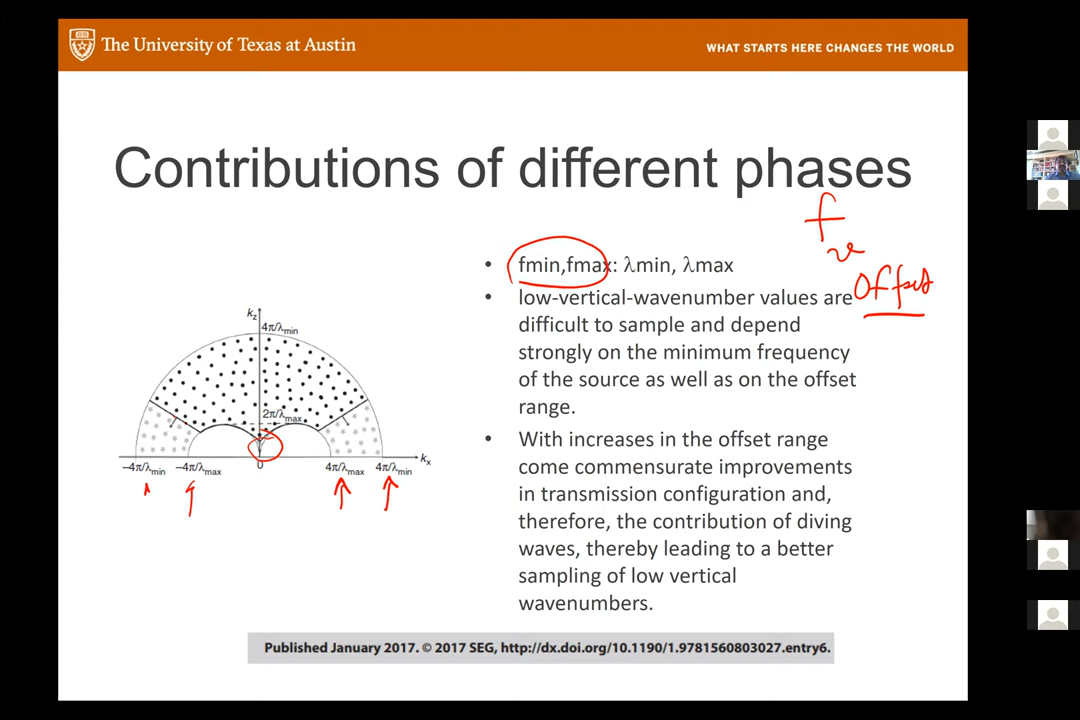 The University of Texas at Austin
WHAT STARTS HERE CHANGES THE WORLD
Contributions of different phases
f
v
offset
• fmin,fmax: λmin, λmax
• low-vertical-wavenumber values are
difficult to sample and depend
strongly on the minimum frequency
of the source as well as on the offset
range.
• With increases in the offset range
come commensurate improvements
in transmission configuration and,
therefore, the contribution of diving
waves, thereby leading to a better
sampling of low vertical
wavenumbers.
kz
4π/λmin
2π/λmax
kx
−4π/λmin −4π/λmax 0 4π/λmax 4π/λmin
Published January 2017. © 2017 SEG, http://dx.doi.org/10.1190/1.9781560803027.entry6.